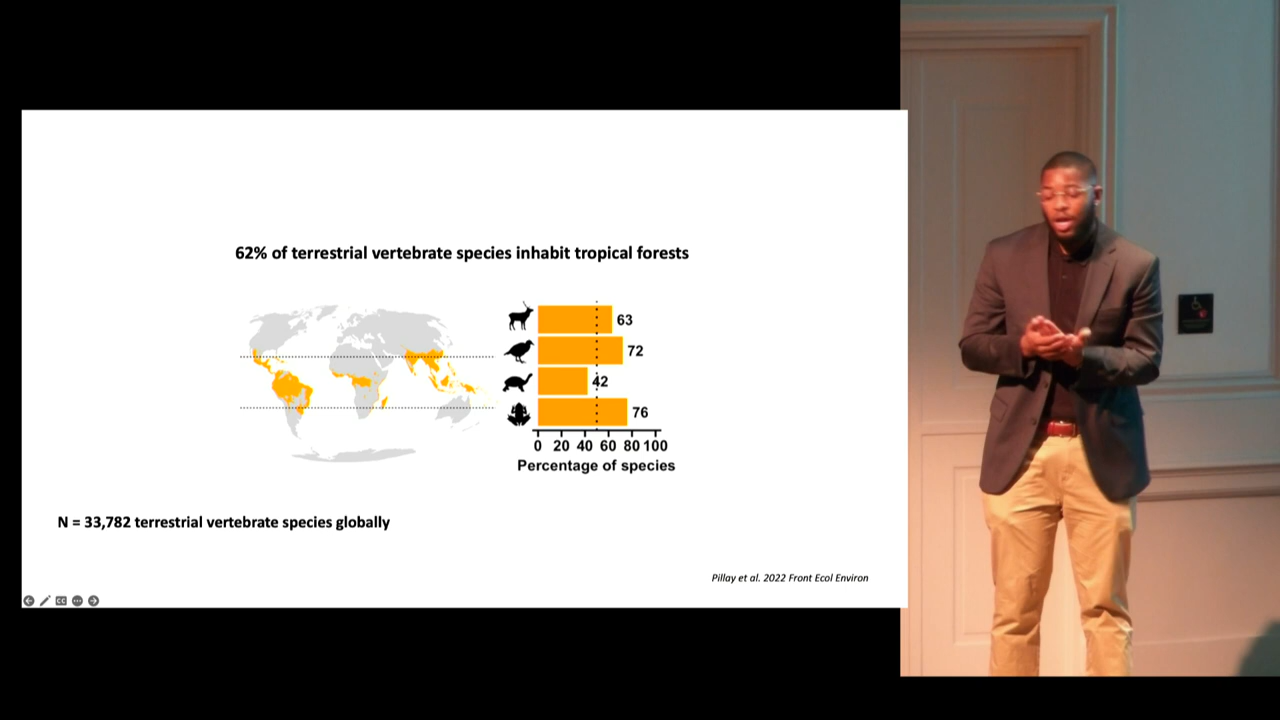 62% of terrestrial vertebrate species inhabit tropical forests
63
72
42
76
0 20 40 60 80 100
Percentage of species
N = 33,782 terrestrial vertebrate species globally
Pillay et al. 2022 Front Ecol Environ
CC